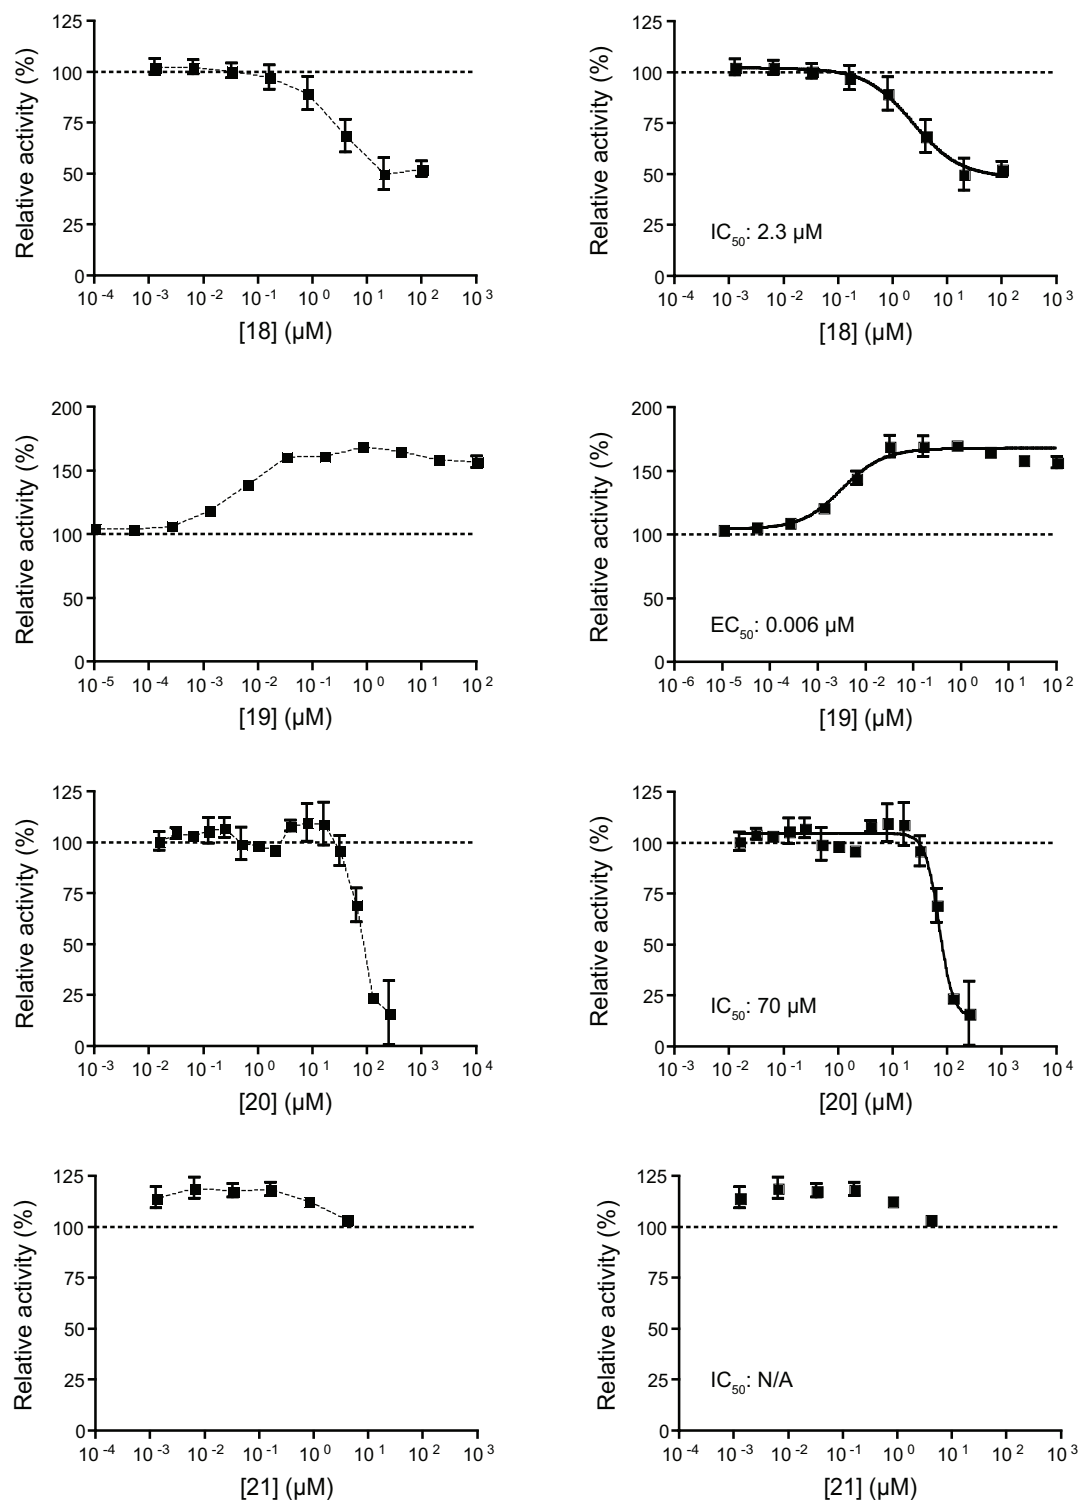 125
100
75
50
25
0
Relative activity (%)
10⁻⁴ 10⁻³ 10⁻² 10⁻¹ 10⁰ 10¹ 10² 10³
[18] (µM)
125
100
75
50
25
0
Relative activity (%)
IC₅₀: 2.3 µM
10⁻⁴ 10⁻³ 10⁻² 10⁻¹ 10⁰ 10¹ 10² 10³
[18] (µM)
200
150
100
50
0
Relative activity (%)
10⁻⁵ 10⁻⁴ 10⁻³ 10⁻² 10⁻¹ 10⁰ 10¹ 10²
[19] (µM)
200
150
100
50
0
Relative activity (%)
EC₅₀: 0.006 µM
10⁻⁶ 10⁻⁵ 10⁻⁴ 10⁻³ 10⁻² 10⁻¹ 10⁰ 10¹ 10²
[19] (µM)
125
100
75
50
25
0
Relative activity (%)
10⁻³ 10⁻² 10⁻¹ 10⁰ 10¹ 10² 10³ 10⁴
[20] (µM)
125
100
75
50
25
0
Relative activity (%)
IC₅₀: 70 µM
10⁻³ 10⁻² 10⁻¹ 10⁰ 10¹ 10² 10³ 10⁴
[20] (µM)
125
100
75
50
25
0
Relative activity (%)
10⁻⁴ 10⁻³ 10⁻² 10⁻¹ 10⁰ 10¹ 10² 10³
[21] (µM)
125
100
75
50
25
0
Relative activity (%)
IC₅₀: N/A
10⁻⁴ 10⁻³ 10⁻² 10⁻¹ 10⁰ 10¹ 10² 10³
[21] (µM)